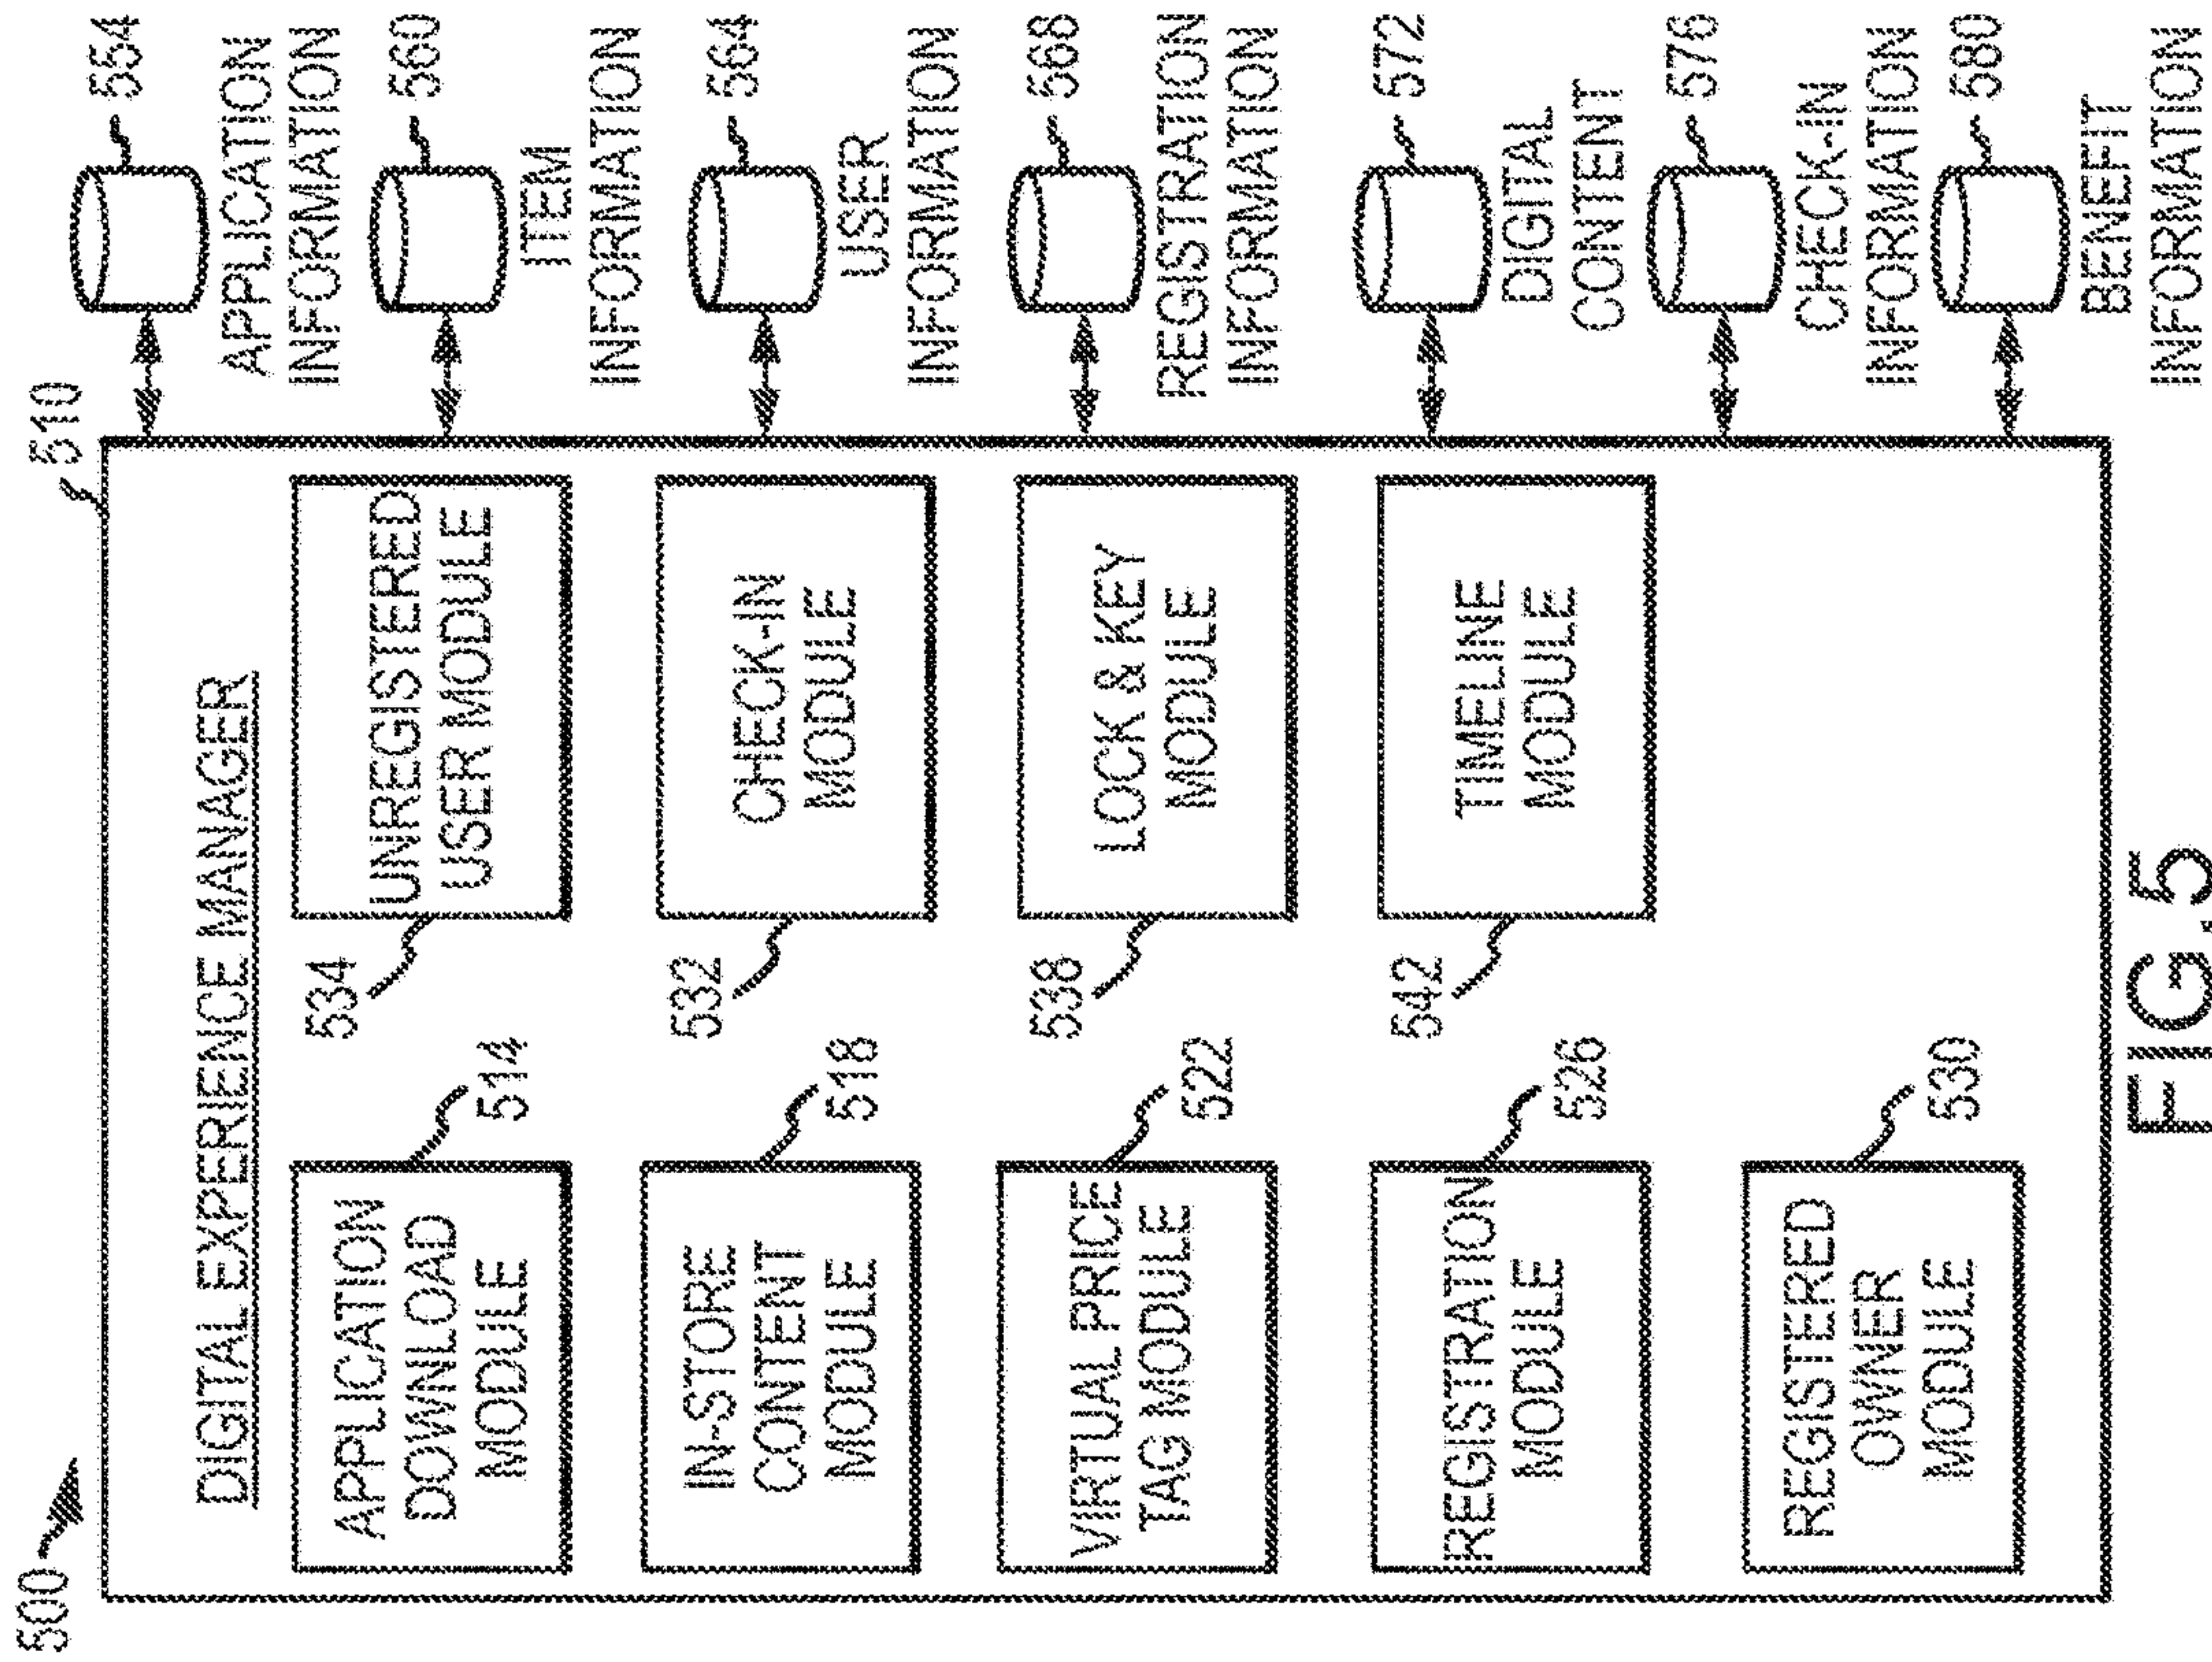 500
510
DIGITAL EXPERIENCE MANAGER
APPLICATION
DOWNLOAD
MODULE
514
IN-STORE
CONTENT
MODULE
518
VIRTUAL PRICE
TAG MODULE
522
REGISTRATION
MODULE
526
REGISTERED
OWNER
MODULE
530
534
UNREGISTERED
USER MODULE
532
CHECK-IN
MODULE
538
LOCK & KEY
MODULE
542
TIMELINE
MODULE
554
APPLICATION
INFORMATION
560
ITEM
INFORMATION
564
USER
INFORMATION
568
REGISTRATION
INFORMATION
572
DIGITAL
CONTENT
576
CHECK-IN
INFORMATION
580
BENEFIT
INFORMATION
FIG.5